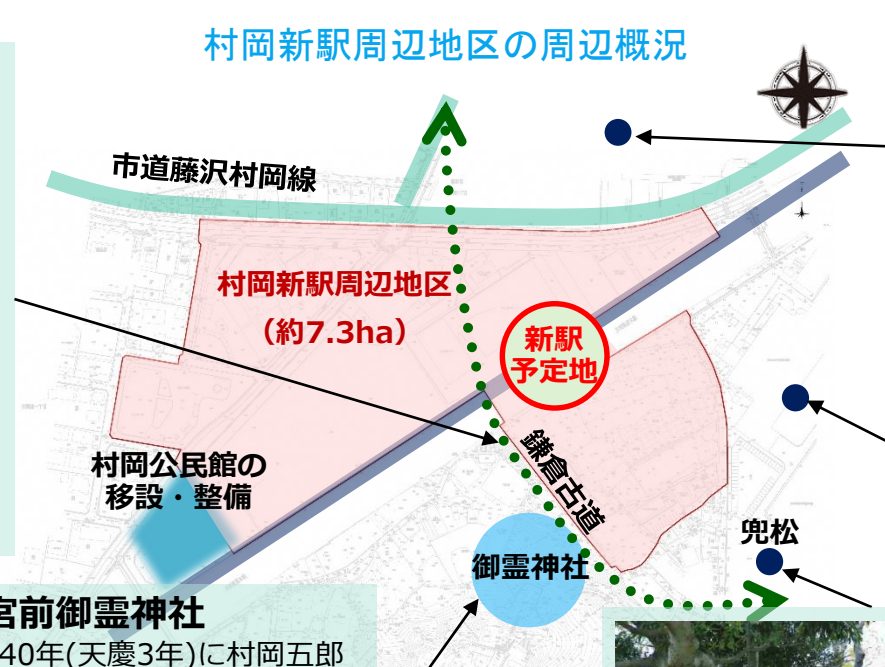 村岡新駅周辺地区の周辺概況
市道藤沢村岡線
村岡新駅周辺地区
（約7.3ha）
新駅
予定地
鎌倉古道
村岡公民館の
移設・整備
兜松
御霊神社
宮前御霊神社
940年(天慶3年)に村岡五郎